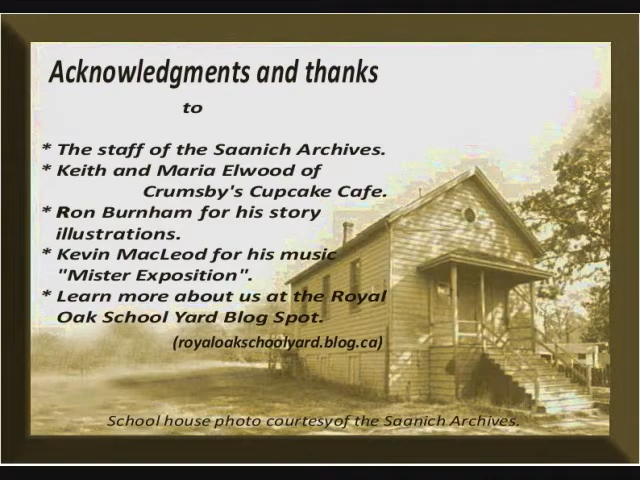 Acknowledgments and thanks
to
* The staff of the Saanich Archives.
* Keith and Maria Elwood of
Crumsby's Cupcake Cafe.
* Ron Burnham for his story
illustrations.
* Kevin MacLeod for his music
"Mister Exposition".
* Learn more about us at the Royal
Oak School Yard Blog Spot.
(royaloakschoolyard.blog.ca)
School house photo courtesyof the Saanich Archives.